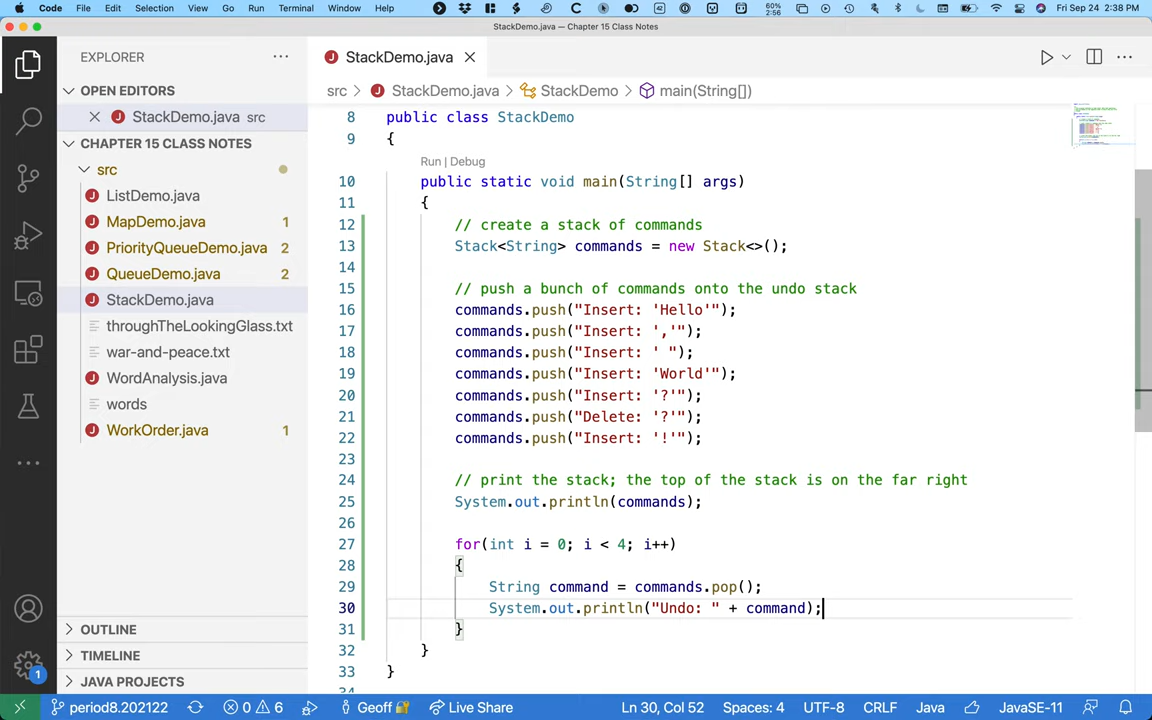 Code File Edit Selection View Go Run Terminal Window Help 60% 2:56 Fri Sep 24 2:38 PM
StackDemo.java — Chapter 15 Class Notes
EXPLORER
StackDemo.java
OPEN EDITORS
src > StackDemo.java > StackDemo > main(String[])
StackDemo.java src
CHAPTER 15 CLASS NOTES
src
ListDemo.java
MapDemo.java 1
PriorityQueueDemo.java 2
QueueDemo.java 2
StackDemo.java
throughTheLookingGlass.txt
war-and-peace.txt
WordAnalysis.java
words
WorkOrder.java 1
OUTLINE
TIMELINE
JAVA PROJECTS
8 public class StackDemo
9 {
Run | Debug
10 public static void main(String[] args)
11 {
12 // create a stack of commands
13 Stack<String> commands = new Stack<>();
14
15 // push a bunch of commands onto the undo stack
16 commands.push("Insert: 'Hello'");
17 commands.push("Insert: ','");
18 commands.push("Insert: ' ");
19 commands.push("Insert: 'World'");
20 commands.push("Insert: '?'");
21 commands.push("Delete: '?'");
22 commands.push("Insert: '!'");
23
24 // print the stack; the top of the stack is on the far right
25 System.out.println(commands);
26
27 for(int i = 0; i < 4; i++)
28 {
29 String command = commands.pop();
30 System.out.println("Undo: " + command);
31 }
32 }
33 }
1
period8.202122 0 6 Geoff Live Share Ln 30, Col 52 Spaces: 4 UTF-8 CRLF Java JavaSE-11